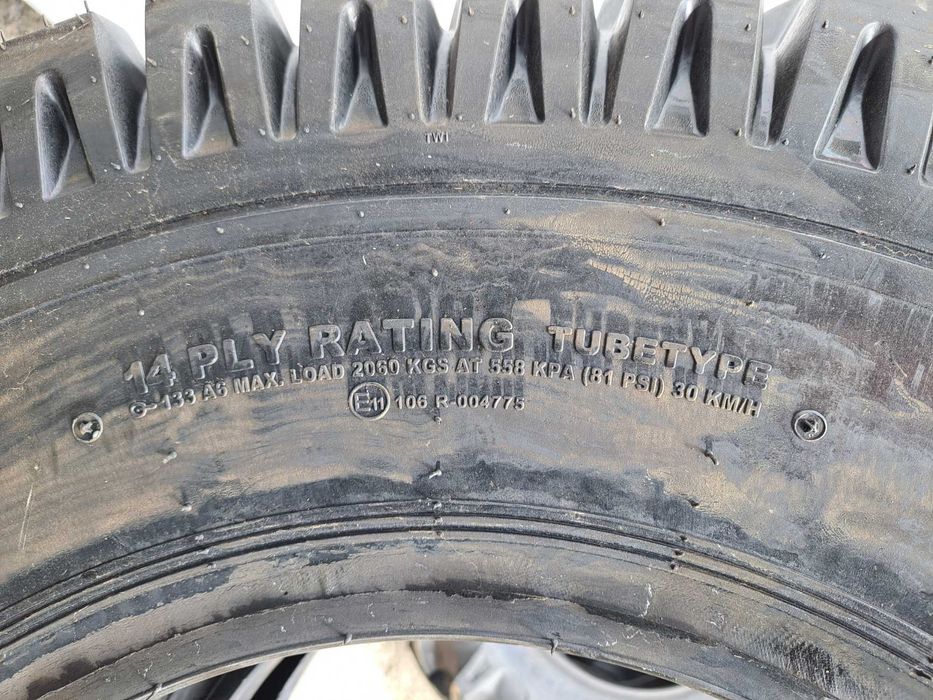 TWI
14 PLY RATING TUBETYPE
133 A6 MAX. LOAD 2060 KGS AT 558 KPA (81 PSI) 30 KM/H
E11 106 R-004775